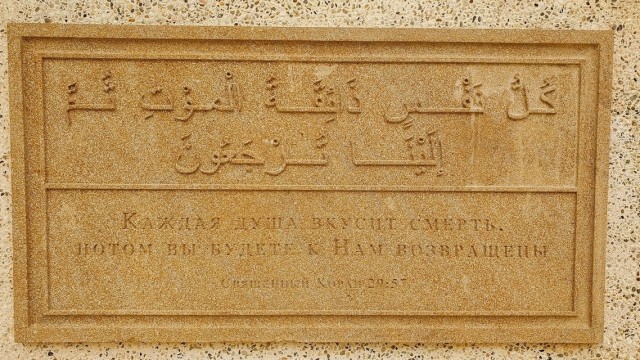 كُلُّ نَفْسٍ ذَائِقَةُ الْمَوْتِ ثُمَّ
إِلَيْنَا تُرْجَعُونَ
Каждая душа вкусит смерть,
потом вы будете к Нам возвращены
Священный Коран 29:57